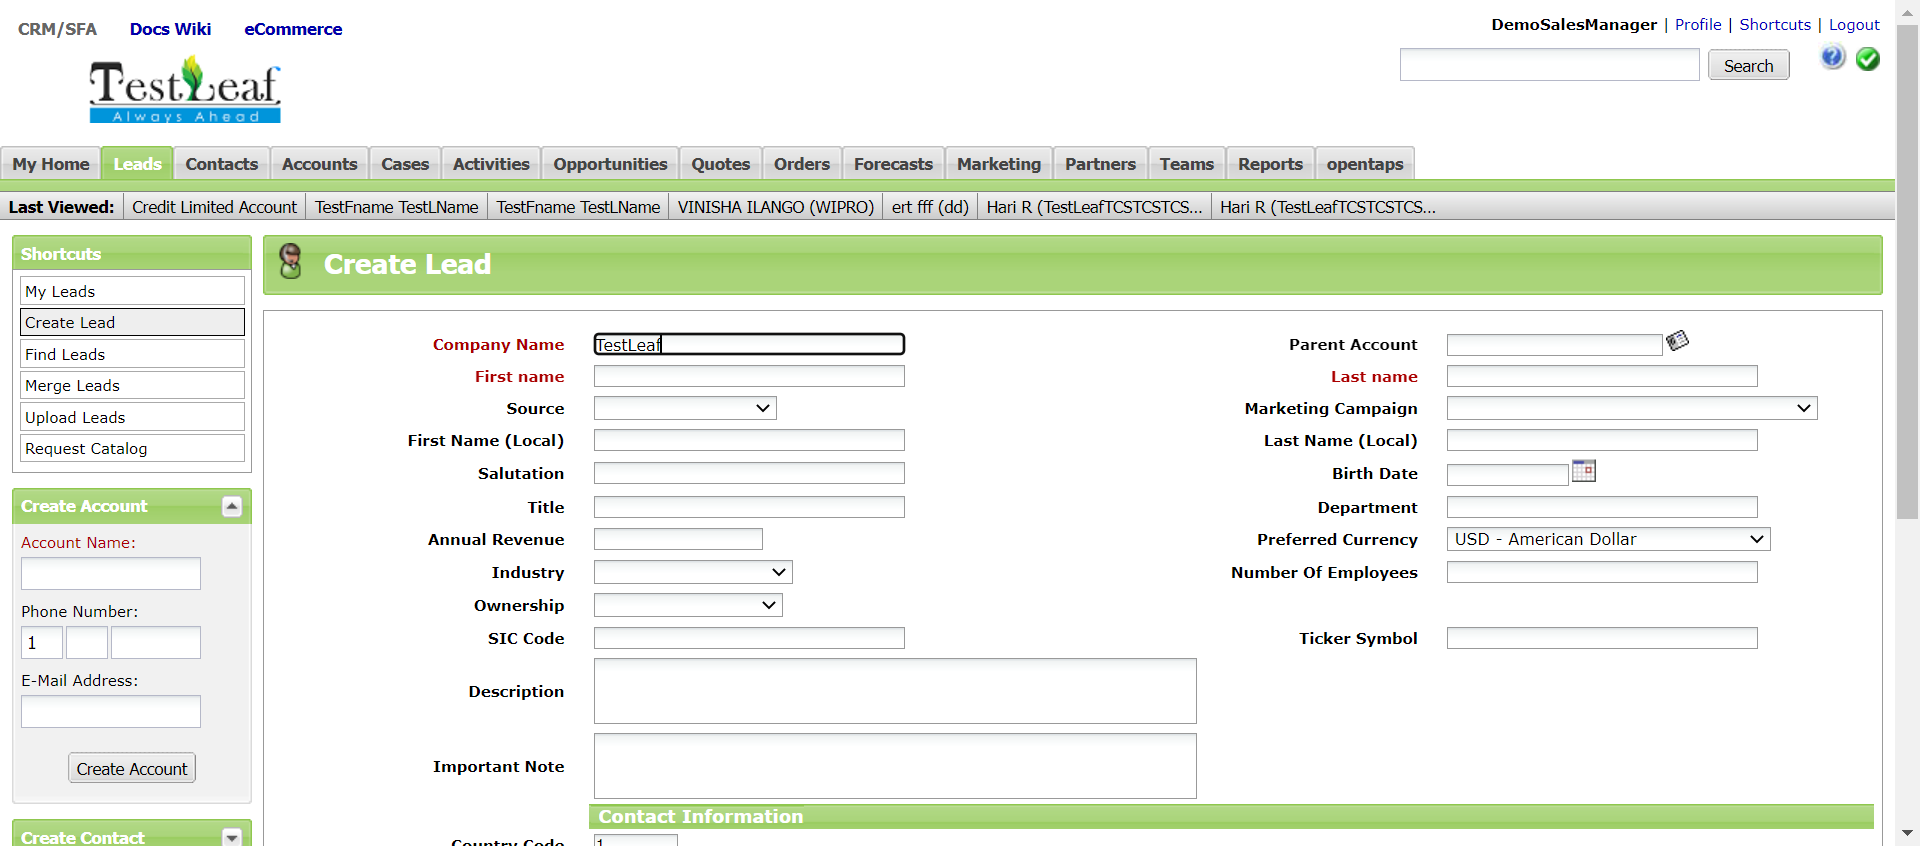 CRM/SFA Docs Wiki eCommerce
DemoSalesManager | Profile | Shortcuts | Logout
Search
TestLeaf
Always Ahead
My Home Leads Contacts Accounts Cases Activities Opportunities Quotes Orders Forecasts Marketing Partners Teams Reports opentaps
Last Viewed: Credit Limited Account TestFname TestLName TestFname TestLName VINISHA ILANGO (WIPRO) ert fff (dd) Hari R (TestLeafTCSTCSTCS... Hari R (TestLeafTCSTCSTCS...
Shortcuts
My Leads
Create Lead
Find Leads
Merge Leads
Upload Leads
Request Catalog
Create Account
Account Name:
Phone Number:
1
E-Mail Address:
Create Account
Create Contact
Create Lead
Company Name TestLeaf Parent Account
First name Last name
Source Marketing Campaign
First Name (Local) Last Name (Local)
Salutation Birth Date
Title Department
Annual Revenue Preferred Currency USD - American Dollar
Industry Number Of Employees
Ownership
SIC Code Ticker Symbol
Description
Important Note
Contact Information
Country Code 1